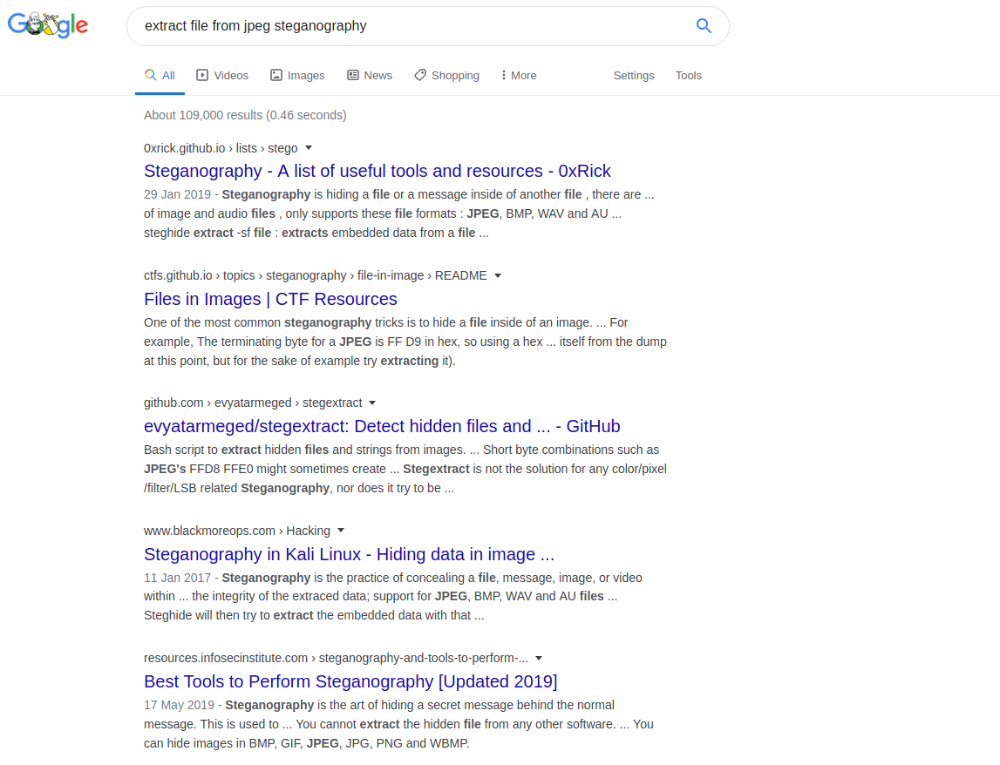 Google
extract file from jpeg steganography
All Videos Images News Shopping More Settings Tools
About 109,000 results (0.46 seconds)
0xrick.github.io › lists › stego
Steganography - A list of useful tools and resources - 0xRick
29 Jan 2019 - Steganography is hiding a file or a message inside of another file , there are ...
of image and audio files , only supports these file formats : JPEG, BMP, WAV and AU ...
steghide extract -sf file : extracts embedded data from a file ...
ctfs.github.io › topics › steganography › file-in-image › README
Files in Images | CTF Resources
One of the most common steganography tricks is to hide a file inside of an image. ... For
example, The terminating byte for a JPEG is FF D9 in hex, so using a hex ... itself from the dump
at this point, but for the sake of example try extracting it).
github.com › evyatarmeged › stegextract
evyatarmeged/stegextract: Detect hidden files and ... - GitHub
Bash script to extract hidden files and strings from images. ... Short byte combinations such as
JPEG's FFD8 FFE0 might sometimes create ... Stegextract is not the solution for any color/pixel
/filter/LSB related Steganography, nor does it try to be ...
www.blackmoreops.com › Hacking
Steganography in Kali Linux - Hiding data in image ...
11 Jan 2017 - Steganography is the practice of concealing a file, message, image, or video
within ... the integrity of the extraced data; support for JPEG, BMP, WAV and AU files ...
Steghide will then try to extract the embedded data with that ...
resources.infosecinstitute.com › steganography-and-tools-to-perform-...
Best Tools to Perform Steganography [Updated 2019]
17 May 2019 - Steganography is the art of hiding a secret message behind the normal
message. This is used to ... You cannot extract the hidden file from any other software. ... You
can hide images in BMP, GIF, JPEG, JPG, PNG and WBMP.